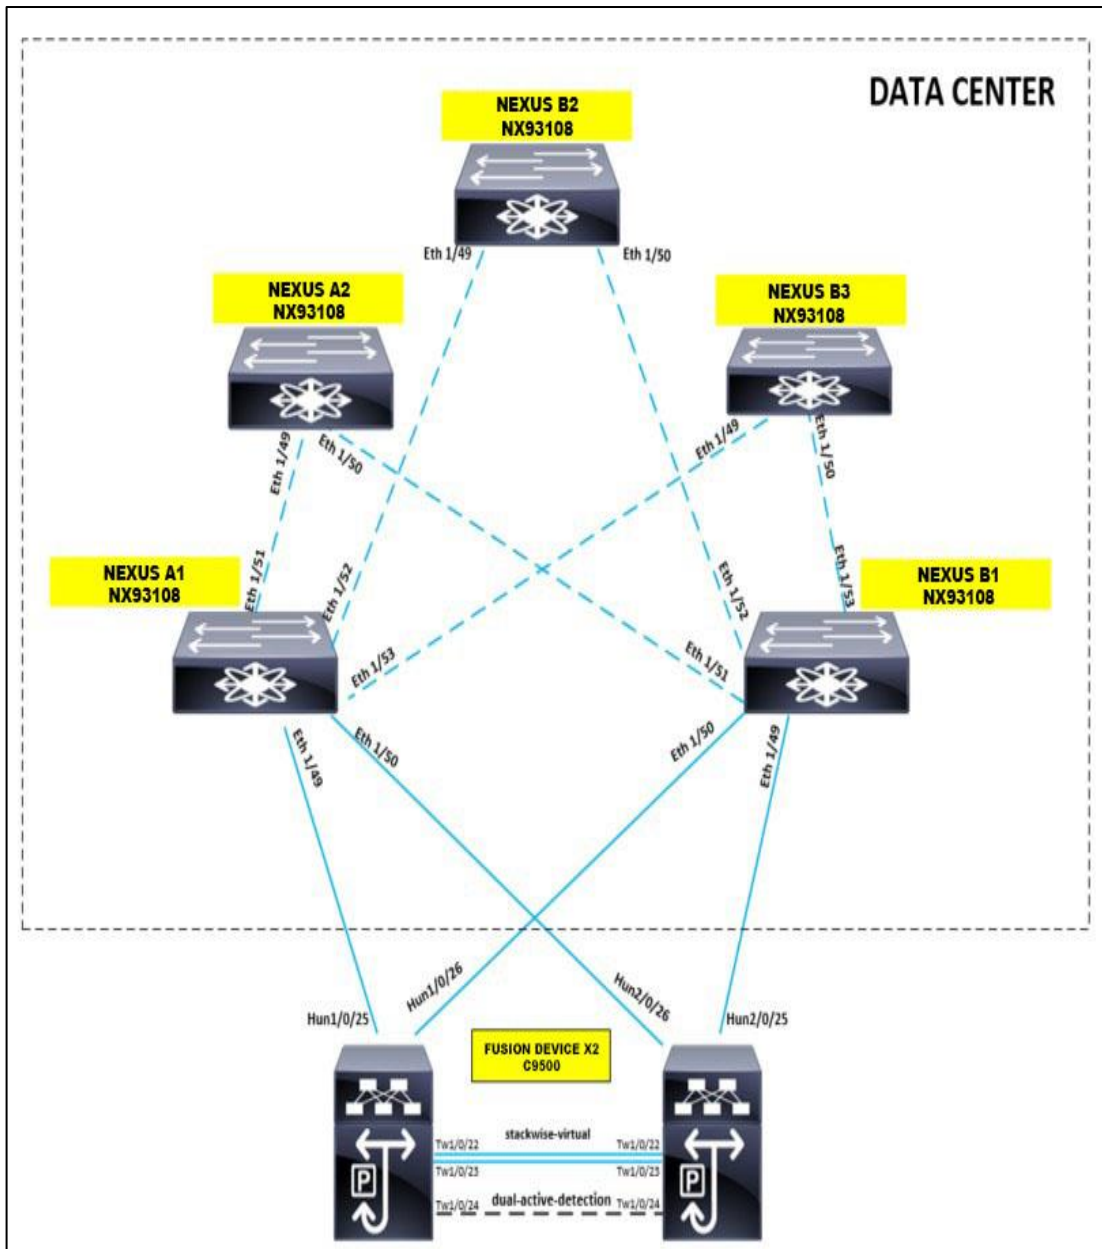 DATA CENTER
NEXUS B2
NX93108
Eth 1/49
Eth 1/50
NEXUS A2
NX93108
NEXUS B3
NX93108
Eth 1/49
Eth 1/50
Eth 1/49
Eth 1/50
NEXUS A1
NX93108
Eth 1/51
Eth 1/52
Eth 1/53
Eth 1/52
Eth 1/53
Eth 1/51
NEXUS B1
NX93108
Eth 1/49
Eth 1/50
Eth 1/50
Eth 1/49
Hun1/0/25
Hun1/0/26
Hun2/0/26
Hun2/0/25
FUSION DEVICE X2
C9500
Tw1/0/22
stackwise-virtual
Tw1/0/22
Tw1/0/23
Tw1/0/23
Tw1/0/24
dual-active-detection
Tw1/0/24
P
P